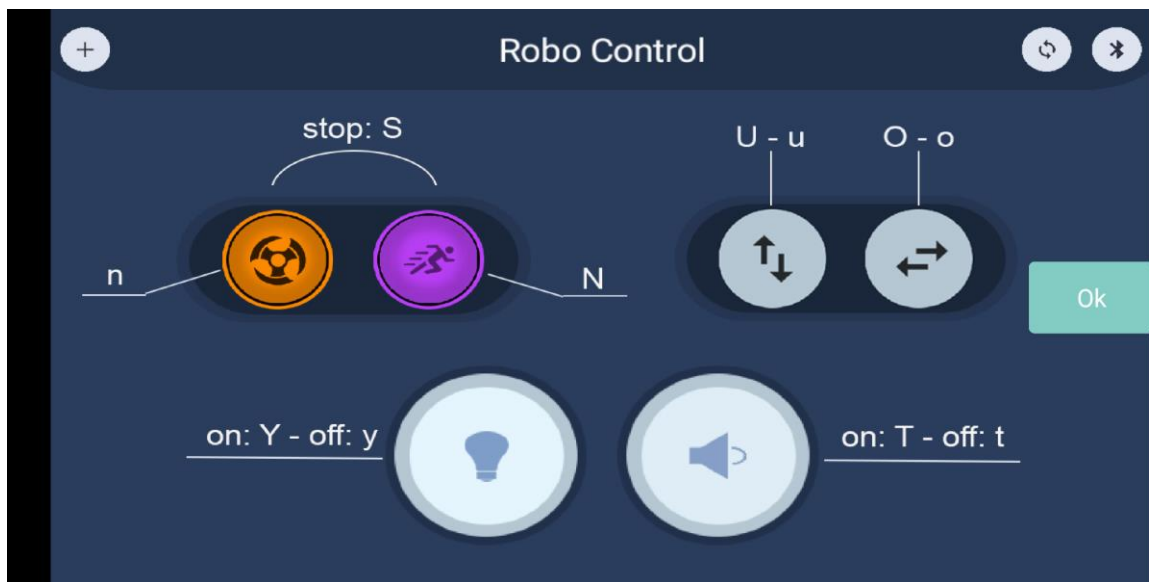 Robo Control
stop: S
U - u
O - o
n
N
Ok
on: Y - off: y
on: T - off: t